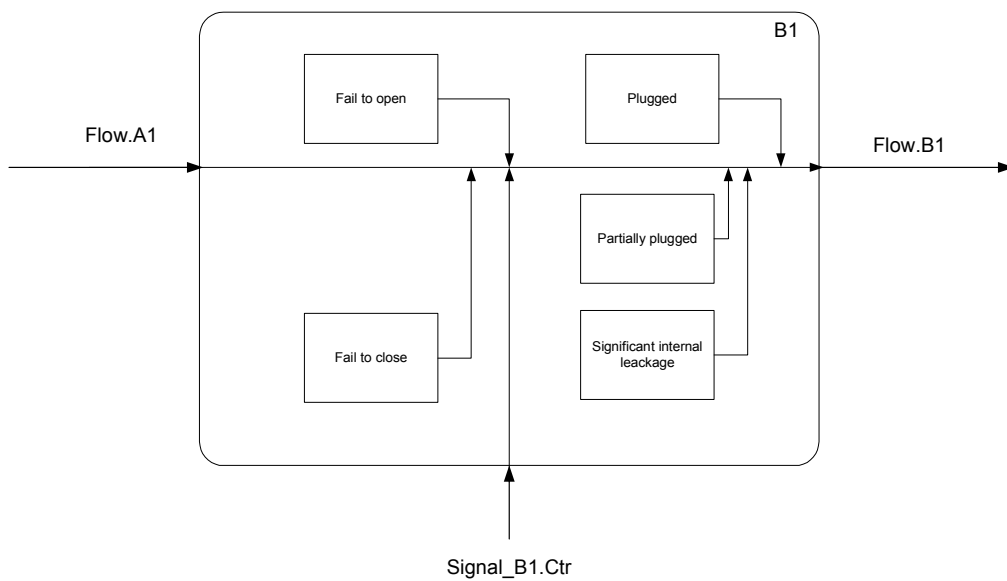 B1
Fail to open
Plugged
Flow.A1
Flow.B1
Partially plugged
Fail to close
Significant internal
leackage
Signal_B1.Ctr